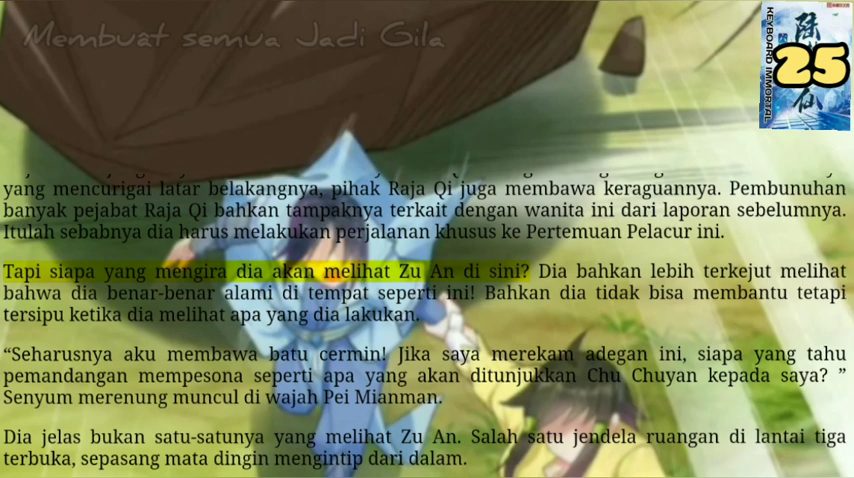 Membuat semua Jadi Gila
KEYBOARD IMMORTAL
25
yang mencurigai latar belakangnya, pihak Raja Qi juga membawa keraguannya. Pembunuhan
banyak pejabat Raja Qi bahkan tampaknya terkait dengan wanita ini dari laporan sebelumnya.
Itulah sebabnya dia harus melakukan perjalanan khusus ke Pertemuan Pelacur ini.
Tapi siapa yang mengira dia akan melihat Zu An di sini? Dia bahkan lebih terkejut melihat
bahwa dia benar-benar alami di tempat seperti ini! Bahkan dia tidak bisa membantu tetapi
tersipu ketika dia melihat apa yang dia lakukan.
“Seharusnya aku membawa batu cermin! Jika saya merekam adegan ini, siapa yang tahu
pemandangan mempesona seperti apa yang akan ditunjukkan Chu Chuyan kepada saya? ”
Senyum merenung muncul di wajah Pei Mianman.
Dia jelas bukan satu-satunya yang melihat Zu An. Salah satu jendela ruangan di lantai tiga
terbuka, sepasang mata dingin mengintip dari dalam.